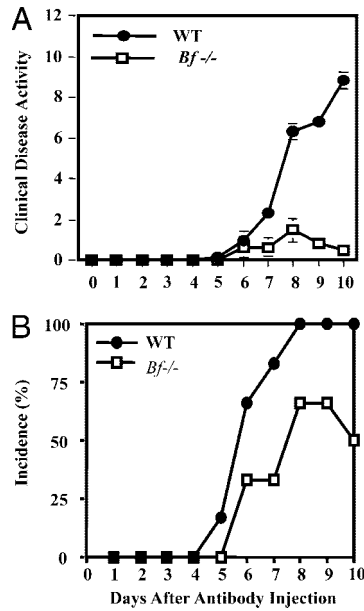 A
12
WT
Bf -/-
10
8
6
4
2
0
Clinical Disease Activity
0 1 2 3 4 5 6 7 8 9 10
B
100
WT
Bf-/-
75
50
25
0
Incidence (%)
0 1 2 3 4 5 6 7 8 9 10
Days After Antibody Injection